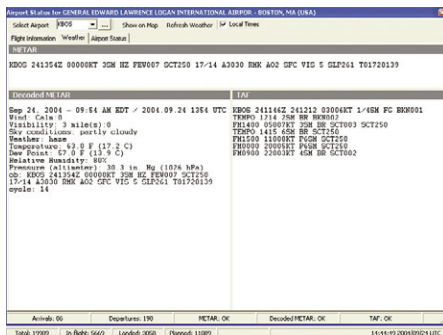 Airport Status for GENERAL EDWARD LAWRENCE LOGAN INTERNATIONAL AIRPORT - BOSTON, MA (USA)
Select Airport KBOS ... Show on Map Refresh Weather Local Times
Flight Information Weather Airport Status
METAR
KBOS 241354Z 00000KT 3SM HZ FEW007 SCT250 17/14 A3030 RMK AO2 SFC VIS 5 SLP261 T01720139
Decoded METAR
Sep 24, 2004 - 09:54 AM EDT / 2004.09.24 1354 UTC
Wind: Calm:0
Visibility: 3 mile(s):0
Sky conditions: partly cloudy
Weather: haze
Temperature: 63.0 F (17.2 C)
Dew Point: 57.0 F (13.9 C)
Relative Humidity: 80%
Pressure (altimeter): 30.3 in. Hg (1026 hPa)
ob: KBOS 241354Z 00000KT 3SM HZ FEW007 SCT250
17/14 A3030 RMK AO2 SFC VIS 5 SLP261 T01720139
cycle: 14
TAF
KBOS 241146Z 241212 03006KT 1/4SM FG BKN001
TEMPO 1214 2SM BR BKN002
FM1400 05007KT 3SM BR SCT003 SCT250
TEMPO 1415 6SM BR
FM1500 11008KT P6SM SCT250
FM0000 20005KT P6SM SCT250
FM0900 22003KT 4SM BR SCT002
Arrivals: 86 Departures: 190 METAR: OK Decoded METAR: OK TAF: OK
Total: 19989 In flight: 5669 Landed: 3058 Planned: 11089 14:44:49 2004/09/24 UTC